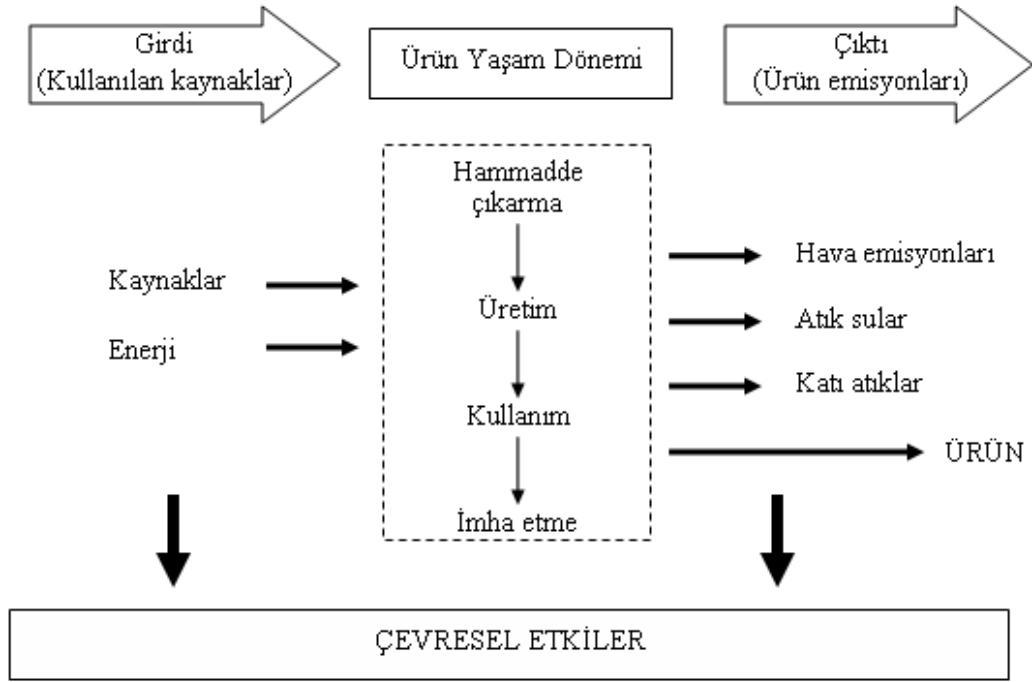 Girdi
(Kullanılan kaynaklar)
Ürün Yaşam Dönemi
Çıktı
(Ürün emisyonları)
Hammadde
çıkarma
Kaynaklar
Enerji
Üretim
Kullanım
İmha etme
Hava emisyonları
Atık sular
Katı atıklar
ÜRÜN
ÇEVRESEL ETKİLER